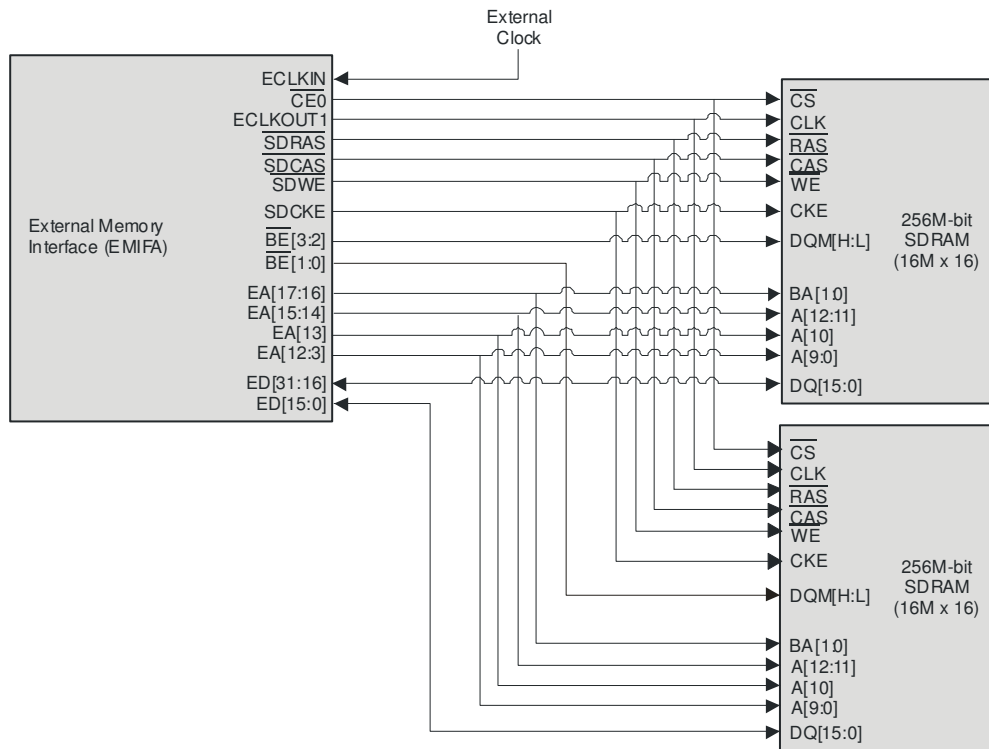 External
Clock
ECLKIN
CE0
ECLKOUT1
SDRAS
SDCAS
SDWE
SDCKE
BE[3:2]
BE[1:0]
EA[17:16]
EA[15:14]
EA[13]
EA[12:3]
ED[31:16]
ED[15:0]
External Memory
Interface (EMIFA)
CS
CLK
RAS
CAS
WE
CKE
DQM[H:L]
BA[1:0]
A[12:11]
A[10]
A[9:0]
DQ[15:0]
256M-bit
SDRAM
(16M x 16)
CS
CLK
RAS
CAS
WE
CKE
DQM[H:L]
BA[1:0]
A[12:11]
A[10]
A[9:0]
DQ[15:0]
256M-bit
SDRAM
(16M x 16)